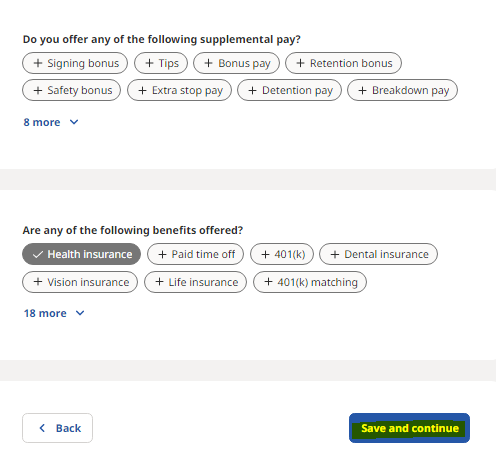 Do you offer any of the following supplemental pay?
+ Signing bonus + Tips + Bonus pay + Retention bonus
+ Safety bonus + Extra stop pay + Detention pay + Breakdown pay
8 more
Are any of the following benefits offered?
Health insurance + Paid time off + 401(k) + Dental insurance
+ Vision insurance + Life insurance + 401(k) matching
18 more
Back Save and continue